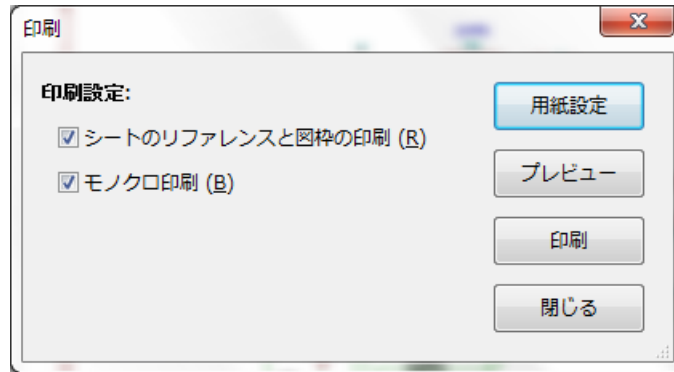 印刷
印刷設定:
シートのリファレンスと図枠の印刷 (R)
モノクロ印刷 (B)
用紙設定
プレビュー
印刷
閉じる